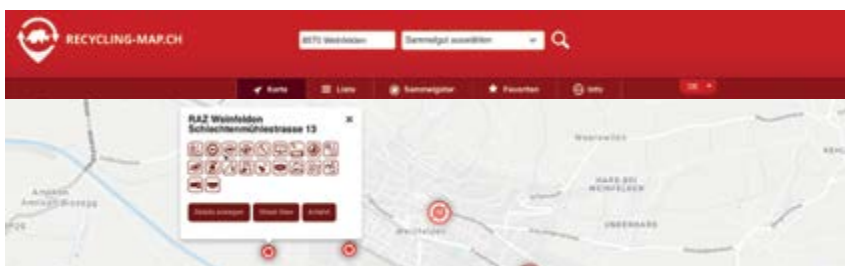 RECYCLING-MAP.CH
8570 Weinfelden
Sammelgut auswählen
Karte
Liste
Sammelgüter
Favoriten
Info
DE
RAZ Weinfelden
Schlachtenmühlestrasse 13
Details anzeigen
Street View
Anfahrt
HARD BEI
WEINFELDEN
Weinfelden